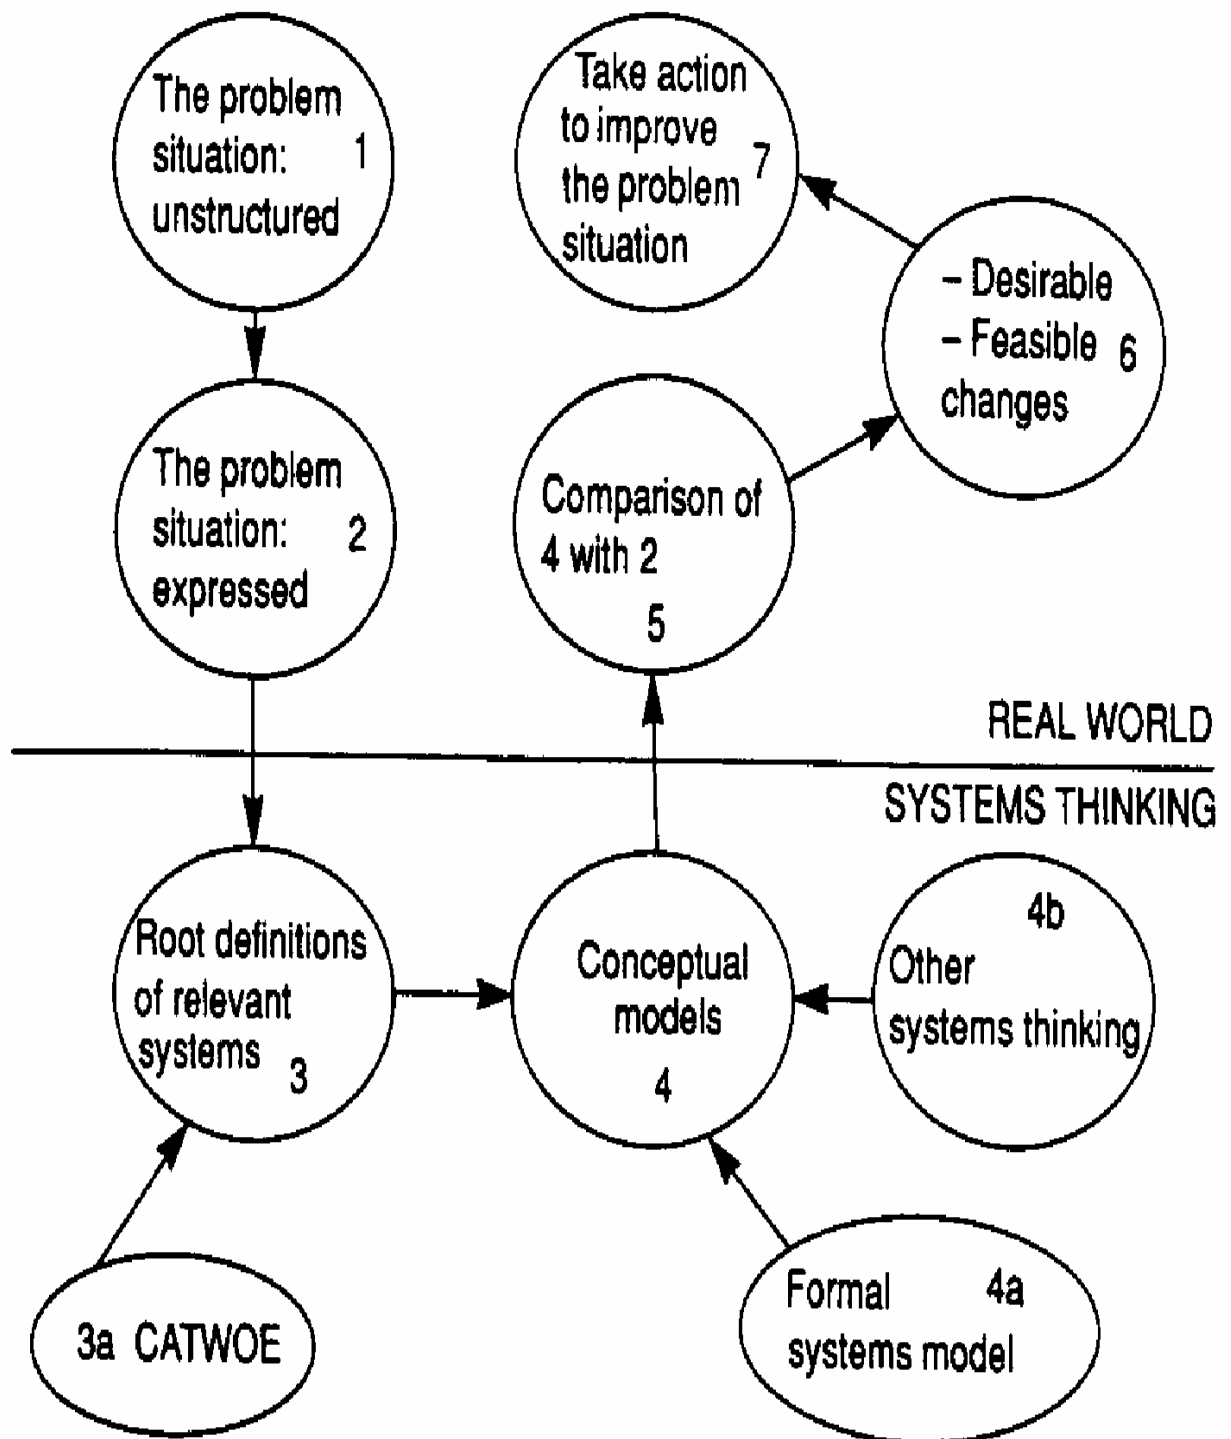 The problem
situation: 1
unstructured
Take action
to improve
the problem 7
situation
– Desirable
– Feasible 6
changes
The problem
situation: 2
expressed
Comparison of
4 with 2
5
REAL WORLD
SYSTEMS THINKING
Root definitions
of relevant
systems 3
Conceptual
models
4
4b
Other
systems thinking
3a CATWOE
Formal 4a
systems model